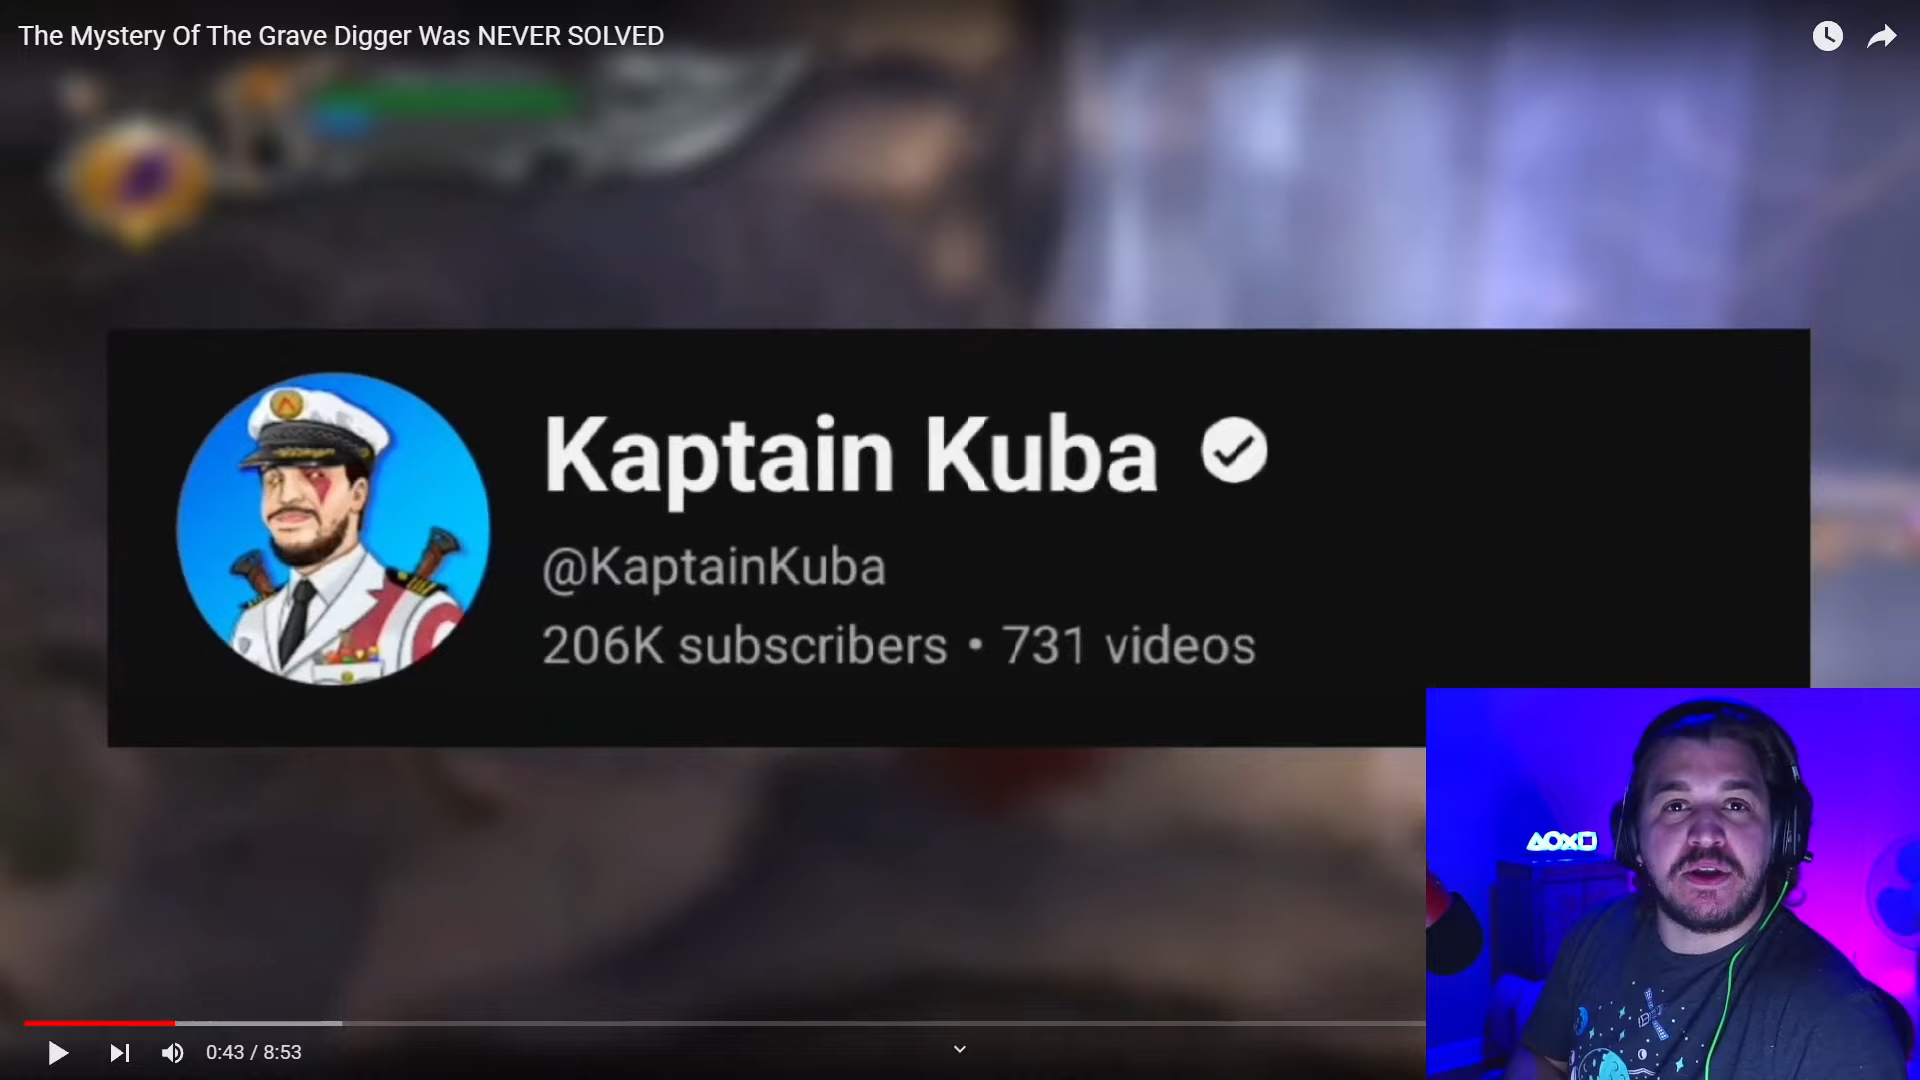 The Mystery Of The Grave Digger Was NEVER SOLVED
Kaptain Kuba
@KaptainKuba
206K subscribers • 731 videos
0:43 / 8:53